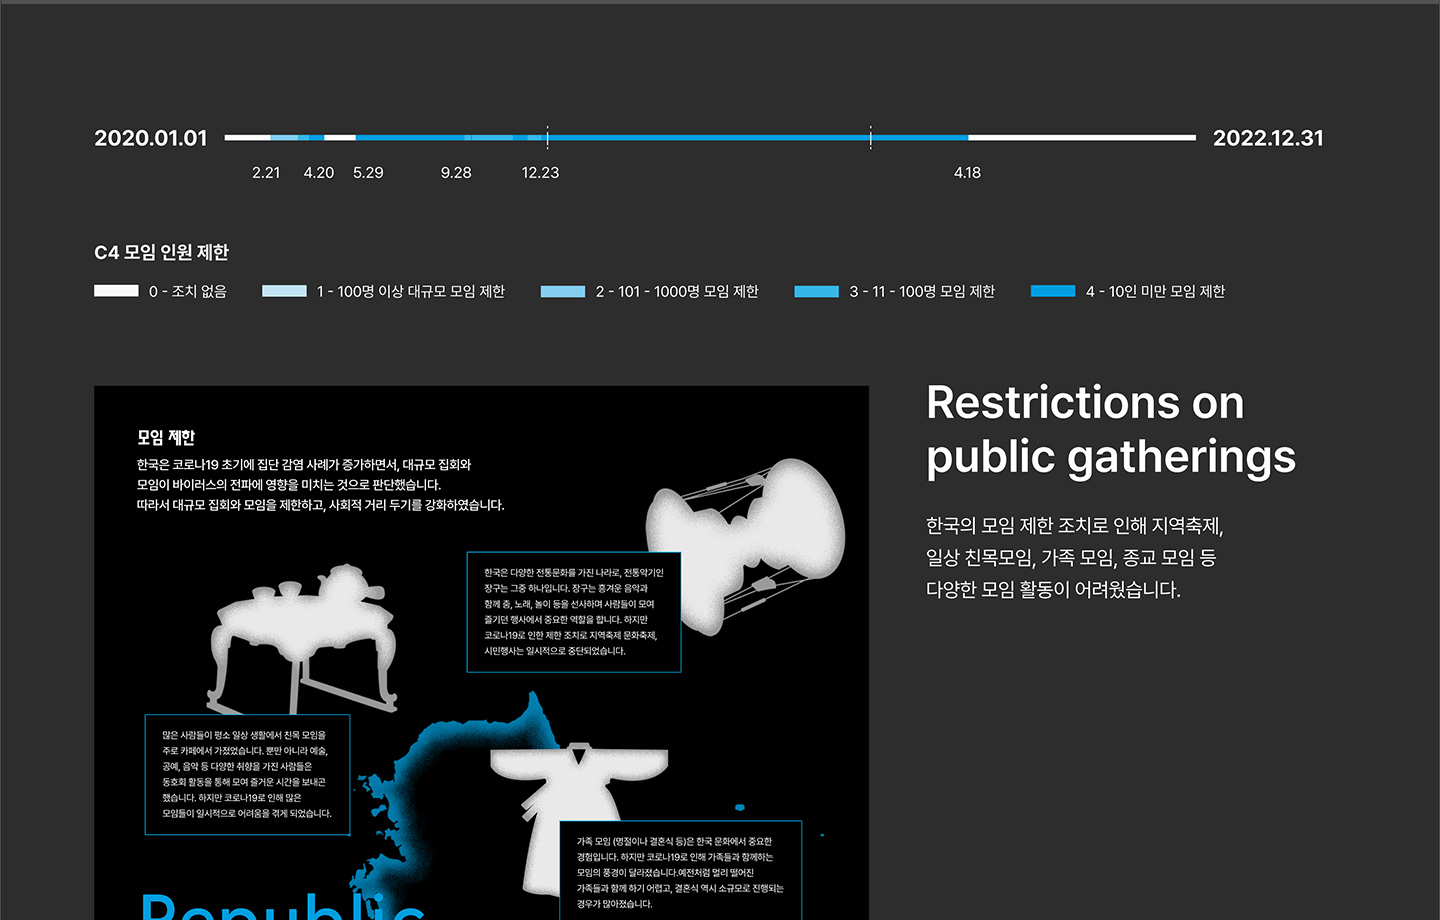 2020.01.01
2022.12.31
2.21
4.20
5.29
9.28
12.23
4.18
C4 모임 인원 제한
0 - 조치 없음
1 - 100명 이상 대규모 모임 제한
2 - 101 - 1000명 모임 제한
3 - 11 - 100명 모임 제한
4 - 10인 미만 모임 제한
Restrictions on
public gatherings
한국의 모임 제한 조치로 인해 지역축제,
일상 친목모임, 가족 모임, 종교 모임 등
다양한 모임 활동이 어려웠습니다.
모임 제한
한국은 코로나19 초기에 집단 감염 사례가 증가하면서, 대규모 집회와
모임이 바이러스의 전파에 영향을 미치는 것으로 판단했습니다.
따라서 대규모 집회와 모임을 제한하고, 사회적 거리 두기를 강화하였습니다.
한국은 다양한 전통문화를 가진 나라로, 전통악기인
장구는 그중 하나입니다. 장구는 흥겨운 음악과
함께 춤, 노래, 놀이 등을 선사하며 사람들이 모여
즐기던 행사에서 중요한 역할을 합니다. 하지만
코로나19로 인한 제한 조치로 지역축제 문화축제,
시민행사는 일시적으로 중단되었습니다.
많은 사람들이 평소 일상 생활에서 친목 모임을
주로 카페에서 가졌었습니다. 뿐만 아니라 예술,
공예, 음악 등 다양한 취향을 가진 사람들은
동호회 활동을 통해 모여 즐거운 시간을 보내곤
했습니다. 하지만 코로나19로 인해 많은
모임들이 일시적으로 어려움을 겪게 되었습니다.
가족 모임 (명절이나 결혼식 등)은 한국 문화에서 중요한
경험입니다. 하지만 코로나19로 인해 가족들과 함께하는
모임의 풍경이 달라졌습니다.예전처럼 멀리 떨어진
가족들과 함께 하기 어렵고, 결혼식 역시 소규모로 진행되는
경우가 많아졌습니다.
Republic